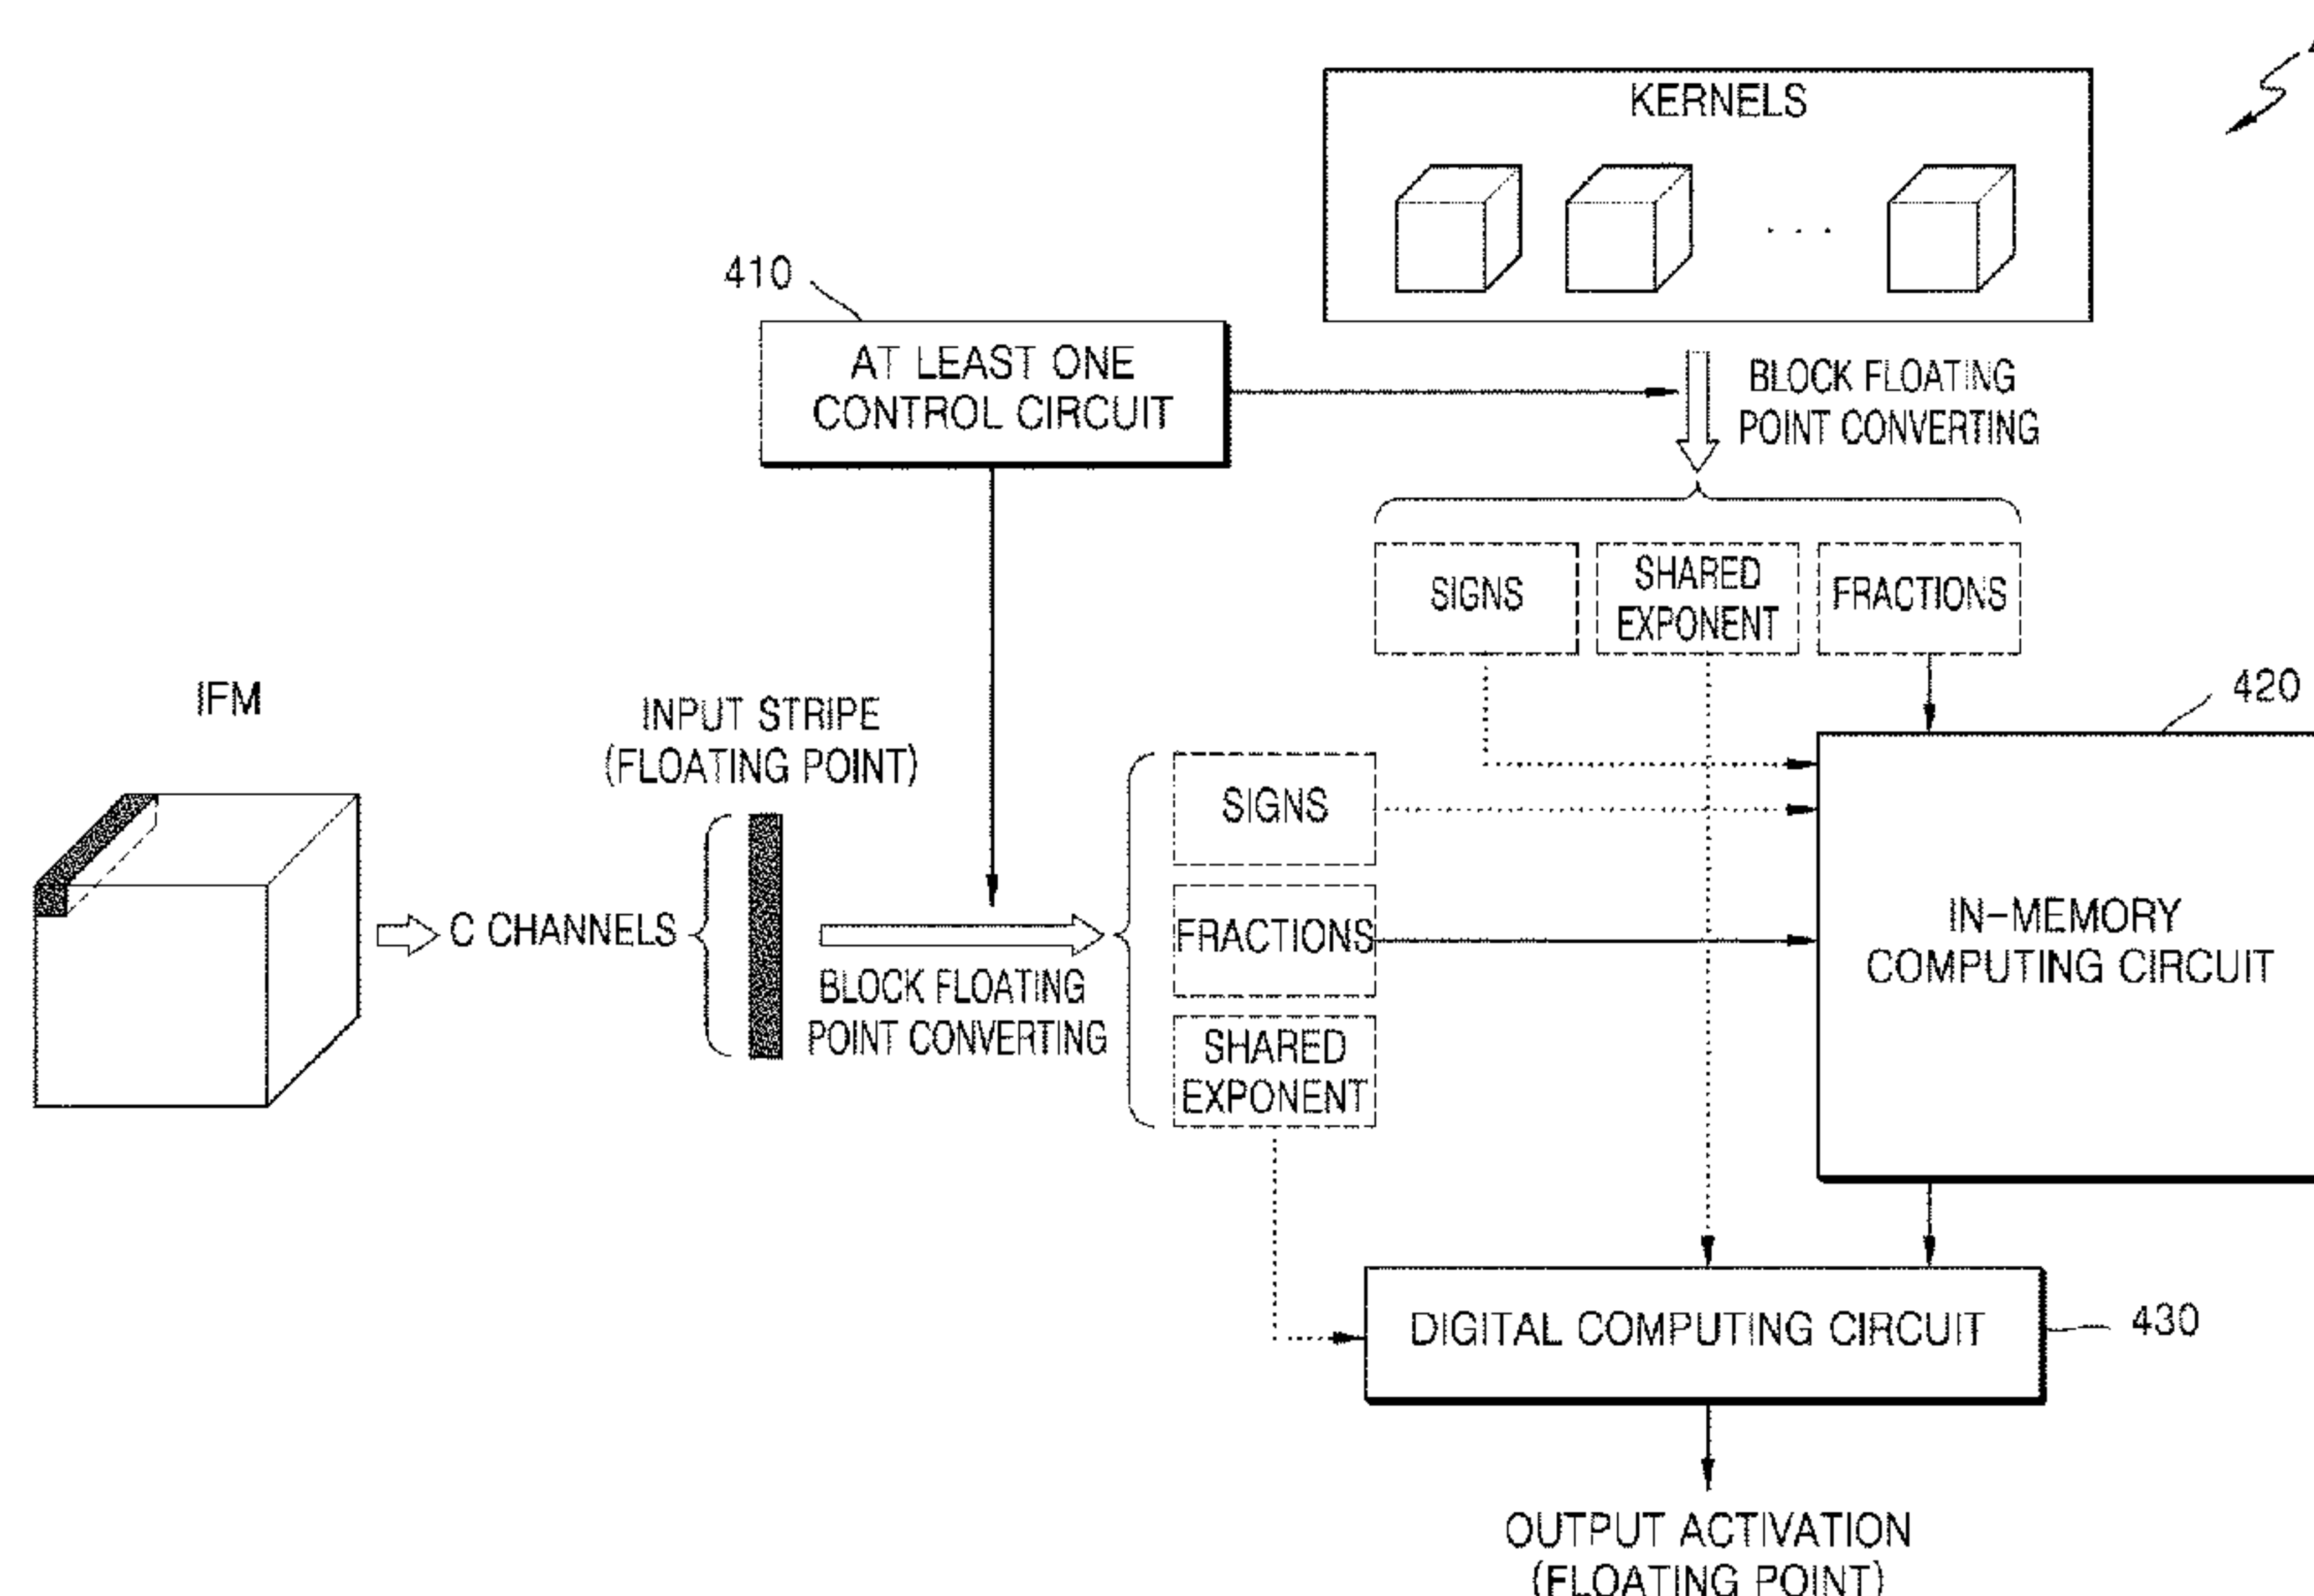 KERNELS
410
AT LEAST ONE
CONTROL CIRCUIT
BLOCK FLOATING
POINT CONVERTING
SIGNS
SHARED
EXPONENT
FRACTIONS
IFM
INPUT STRIPE
(FLOATING POINT)
420
C CHANNELS
BLOCK FLOATING
POINT CONVERTING
SIGNS
FRACTIONS
SHARED
EXPONENT
IN-MEMORY
COMPUTING CIRCUIT
DIGITAL COMPUTING CIRCUIT
430
OUTPUT ACTIVATION
(FLOATING POINT)